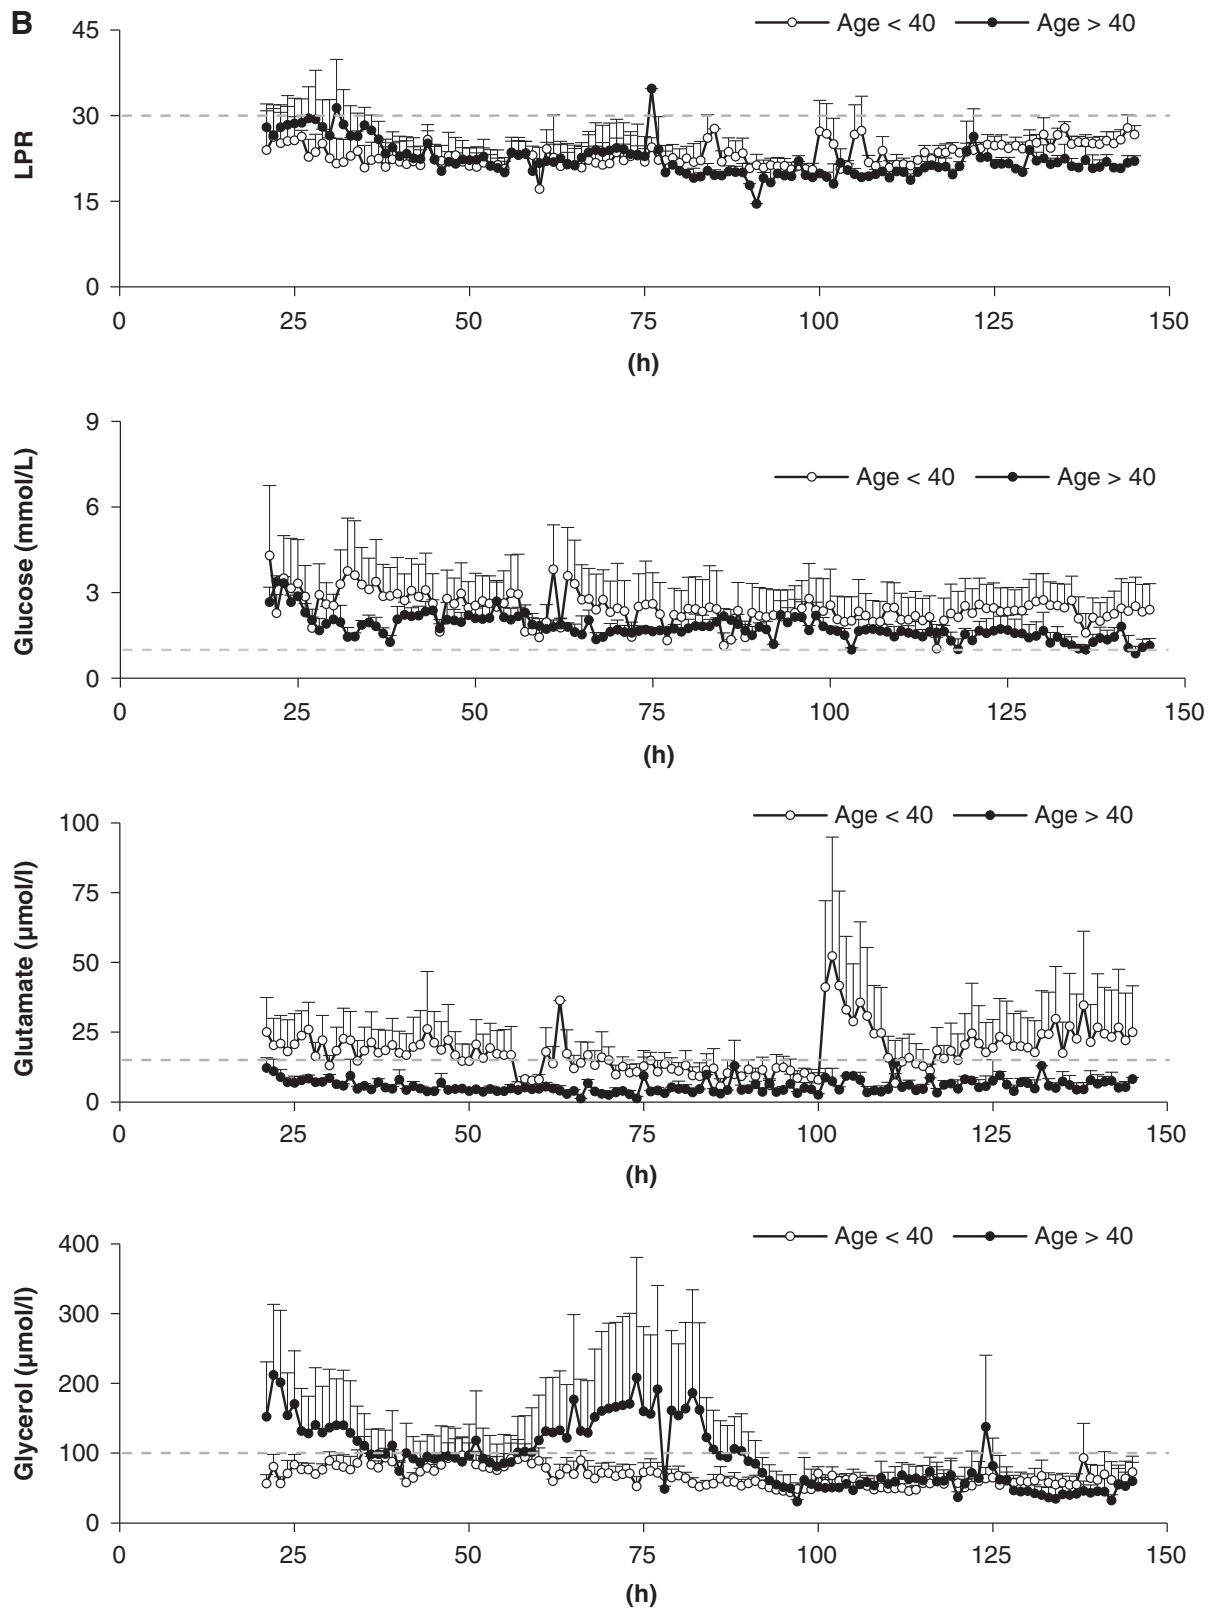 B
Age < 40 Age > 40
LPR
45
30
15
0
0 25 50 75 100 125 150
(h)
Age < 40 Age > 40
Glucose (mmol/L)
9
6
3
0
0 25 50 75 100 125 150
(h)
Age < 40 Age > 40
Glutamate (µmol/l)
100
75
50
25
0
0 25 50 75 100 125 150
(h)
Age < 40 Age > 40
Glycerol (µmol/l)
400
300
200
100
0
0 25 50 75 100 125 150
(h)